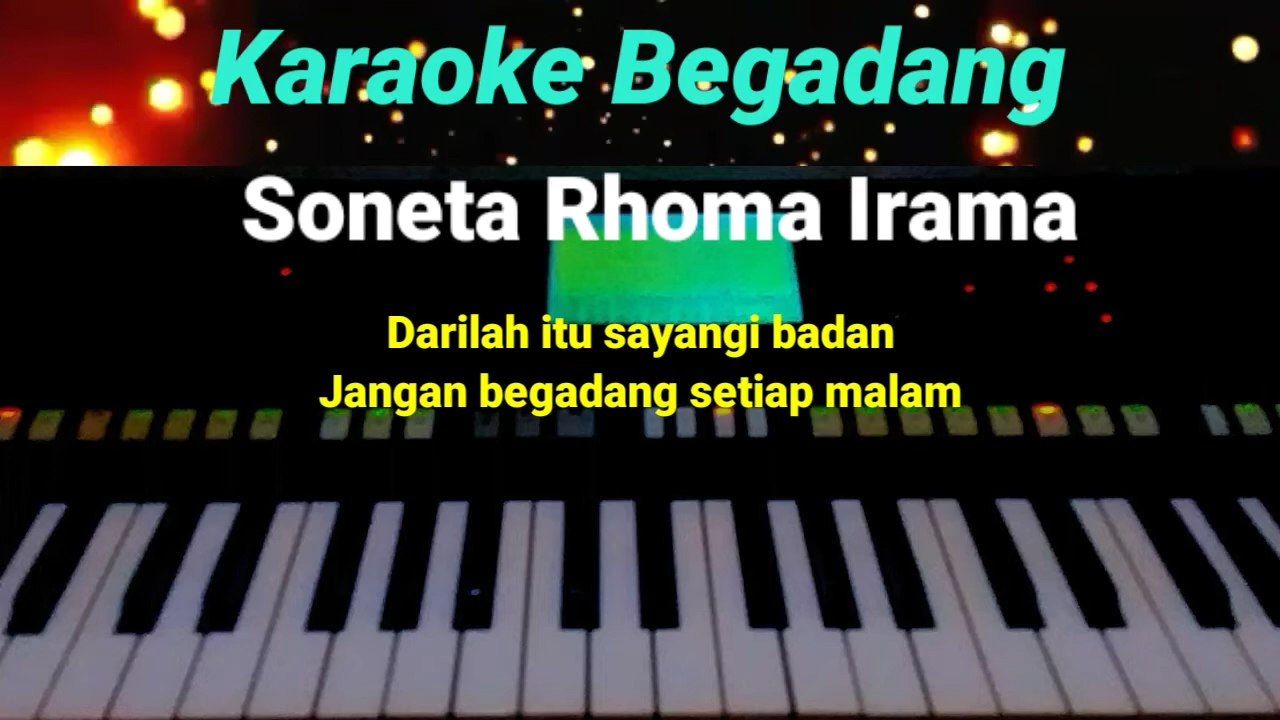 Karaoke Begadang
Soneta Rhoma Irama
Darilah itu sayangi badan
Jangan begadang setiap malam